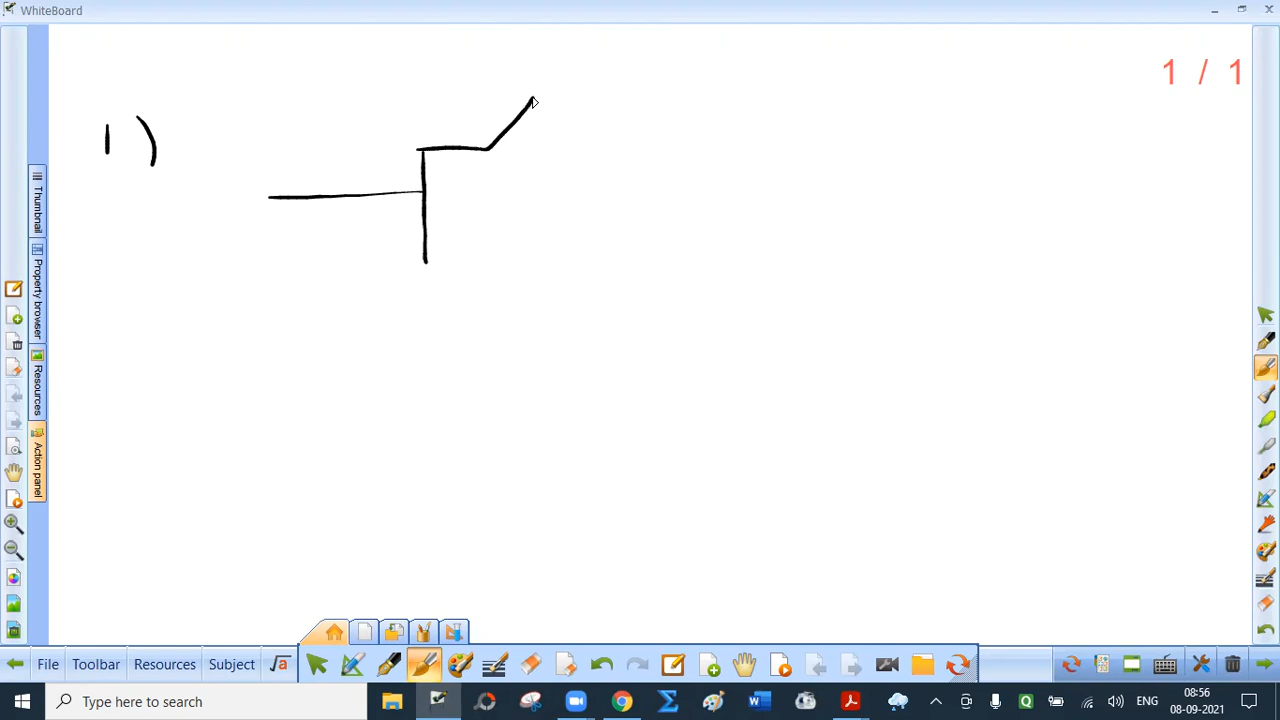 WhiteBoard
1 / 1
1)
Thumbnail
Property browser
Resources
Action panel
File Toolbar Resources Subject √a
Type here to search
ENG
08:56
08-09-2021